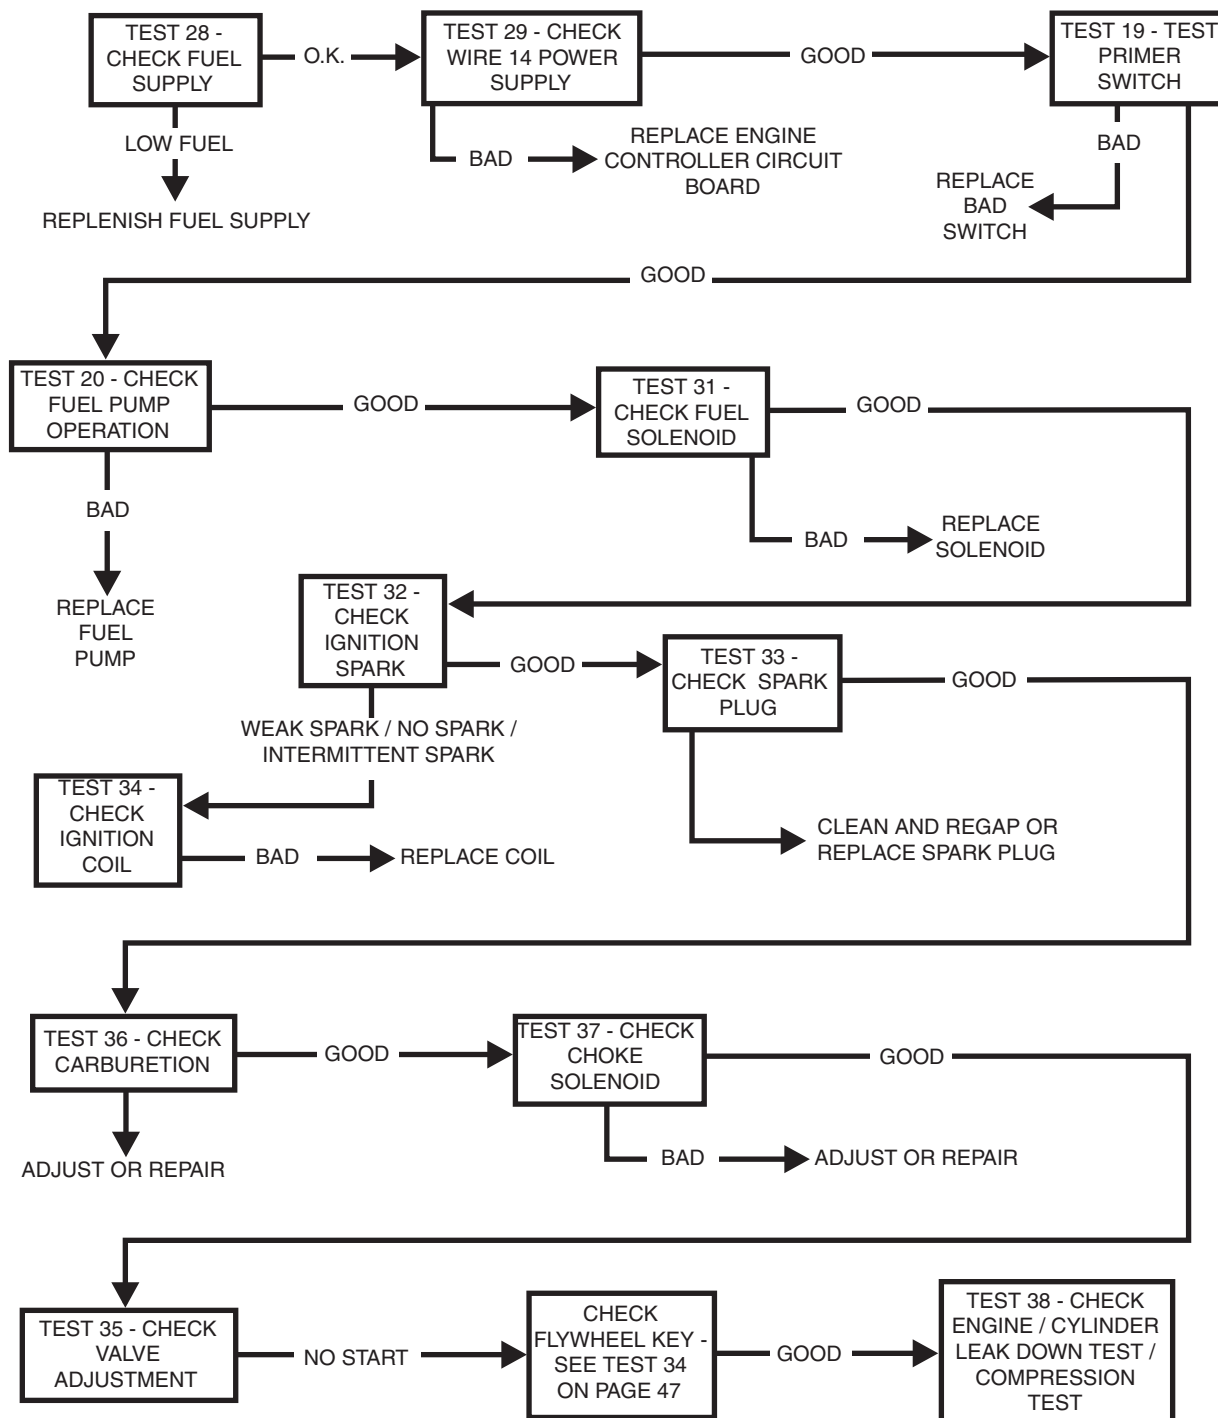 TEST 28 -
CHECK FUEL
SUPPLY
O.K.
TEST 29 - CHECK
WIRE 14 POWER
SUPPLY
GOOD
TEST 19 - TEST
PRIMER
SWITCH
LOW FUEL
REPLENISH FUEL SUPPLY
BAD
REPLACE ENGINE
CONTROLLER CIRCUIT
BOARD
BAD
REPLACE
BAD
SWITCH
GOOD
TEST 20 - CHECK
FUEL PUMP
OPERATION
GOOD
TEST 31 -
CHECK FUEL
SOLENOID
GOOD
BAD
REPLACE
FUEL
PUMP
BAD
REPLACE
SOLENOID
TEST 32 -
CHECK
IGNITION
SPARK
GOOD
TEST 33 -
CHECK SPARK
PLUG
GOOD
WEAK SPARK / NO SPARK /
INTERMITTENT SPARK
TEST 34 -
CHECK
IGNITION
COIL
BAD
REPLACE COIL
CLEAN AND REGAP OR
REPLACE SPARK PLUG
TEST 36 - CHECK
CARBURETION
GOOD
TEST 37 - CHECK
CHOKE
SOLENOID
GOOD
ADJUST OR REPAIR
BAD
ADJUST OR REPAIR
TEST 35 - CHECK
VALVE
ADJUSTMENT
NO START
CHECK
FLYWHEEL KEY -
SEE TEST 34
ON PAGE 47
GOOD
TEST 38 - CHECK
ENGINE / CYLINDER
LEAK DOWN TEST /
COMPRESSION
TEST